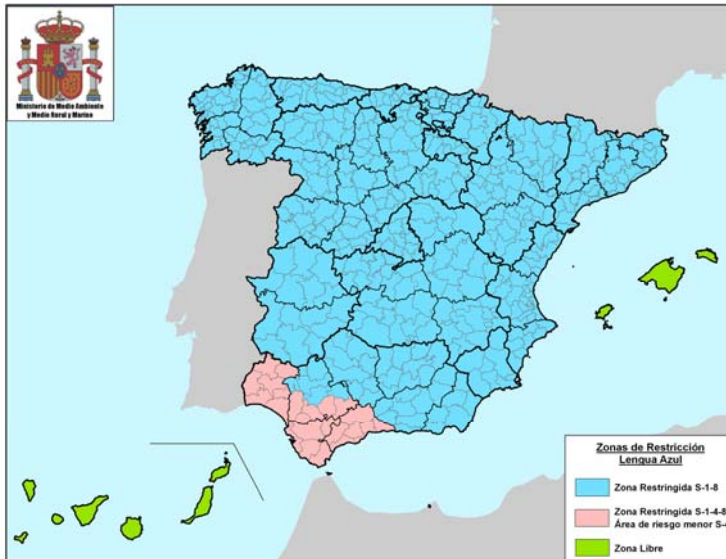 Ministerio de Medio Ambiente
y Medio Rural y Marino
Zonas de Restricción
Lengua Azul
Zona Restringida S-1-8
Zona Restringida S-1-4-8
Área de riesgo menor S-4
Zona Libre